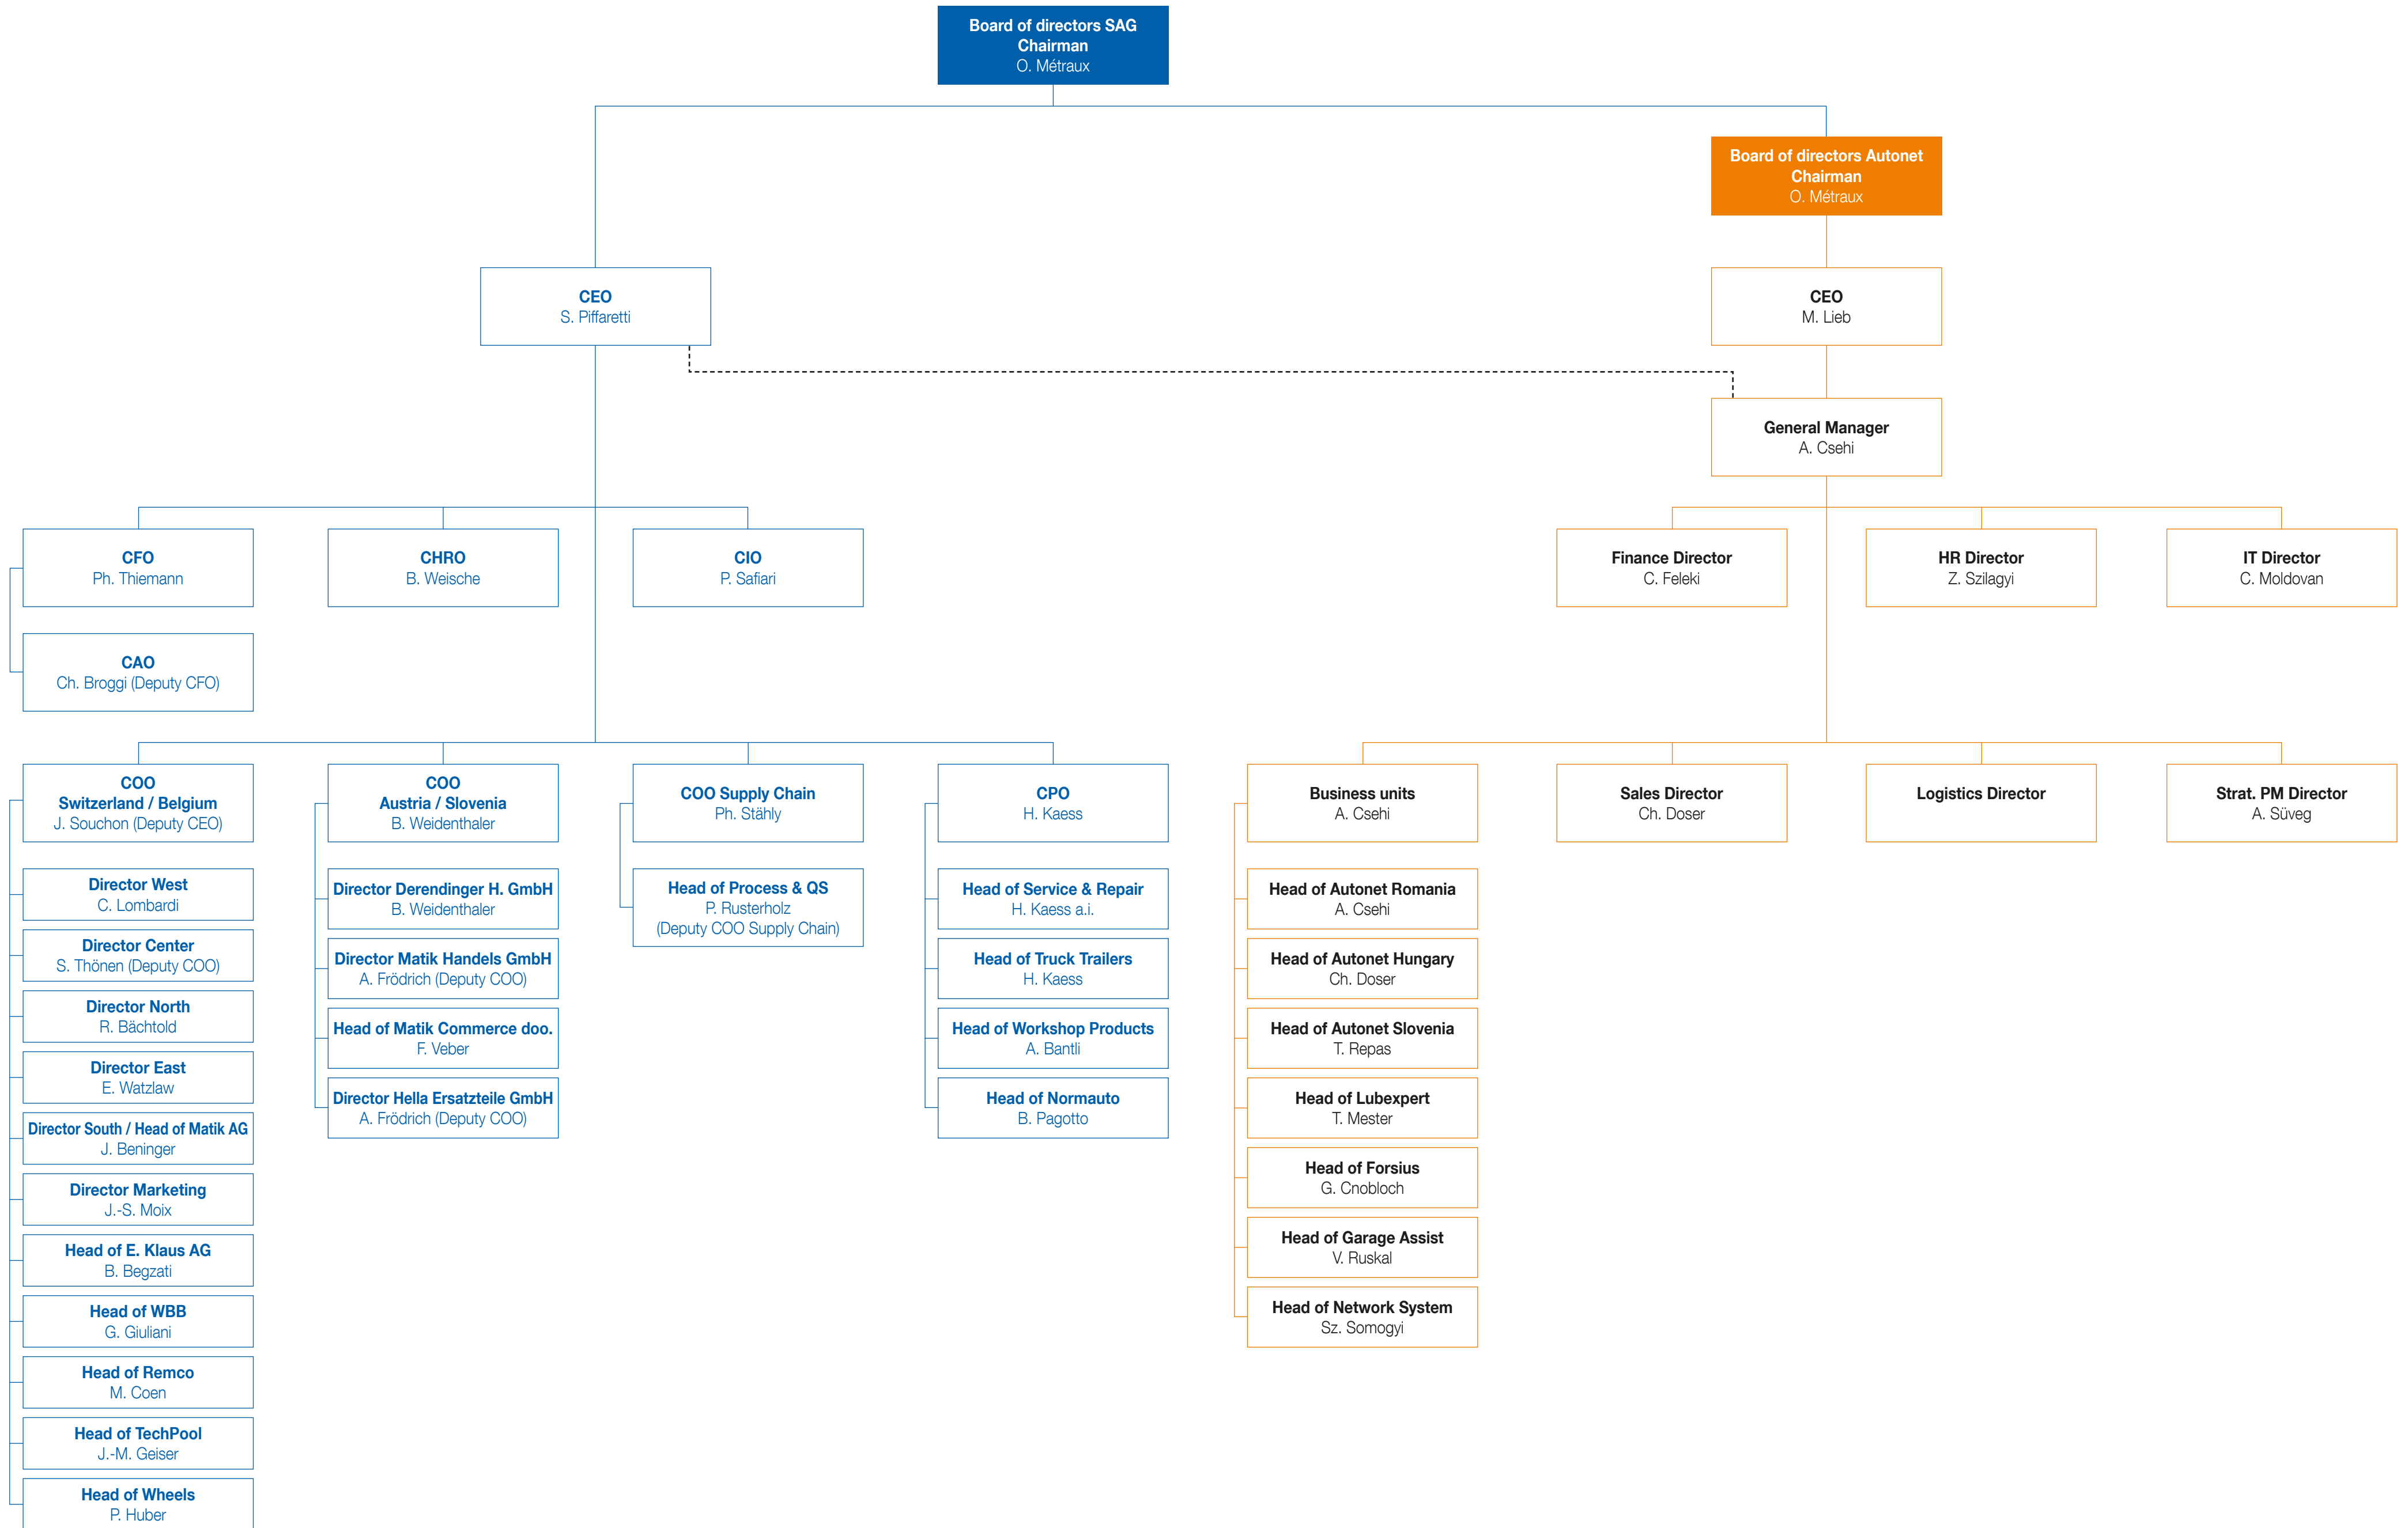 Board of directors SAG
Chairman
O. Métraux
Board of directors Autonet
Chairman
O. Métraux
CEO
S. Piffaretti
CEO
M. Lieb
General Manager
A. Csehi
CFO
Ph. Thiemann
CHRO
B. Weische
CIO
P. Safiari
Finance Director
C. Feleki
HR Director
Z. Szilagyi
IT Director
C. Moldovan
CAO
Ch. Broggi (Deputy CFO)
COO
Switzerland / Belgium
J. Souchon (Deputy CEO)
COO
Austria / Slovenia
B. Weidenthaler
COO Supply Chain
Ph. Stähly
CPO
H. Kaess
Business units
A. Csehi
Sales Director
Ch. Doser
Logistics Director
Strat. PM Director
A. Süveg
Director West
C. Lombardi
Director Center
S. Thönen (Deputy COO)
Director North
R. Bächtold
Director East
E. Watzlaw
Director South / Head of Matik AG
J. Beninger
Director Marketing
J.-S. Moix
Head of E. Klaus AG
B. Begzati
Head of WBB
G. Giuliani
Head of Remco
M. Coen
Head of TechPool
J.-M. Geiser
Head of Wheels
P. Huber
Director Derendinger H. GmbH
B. Weidenthaler
Director Matik Handels GmbH
A. Frödrich (Deputy COO)
Head of Matik Commerce doo.
F. Veber
Director Hella Ersatzteile GmbH
A. Frödrich (Deputy COO)
Head of Process & QS
P. Rusterholz
(Deputy COO Supply Chain)
Head of Service & Repair
H. Kaess a.i.
Head of Truck Trailers
H. Kaess
Head of Workshop Products
A. Bantli
Head of Normauto
B. Pagotto
Head of Autonet Romania
A. Csehi
Head of Autonet Hungary
Ch. Doser
Head of Autonet Slovenia
T. Repas
Head of Lubexpert
T. Mester
Head of Forsius
G. Cnobloch
Head of Garage Assist
V. Ruskal
Head of Network System
Sz. Somogyi